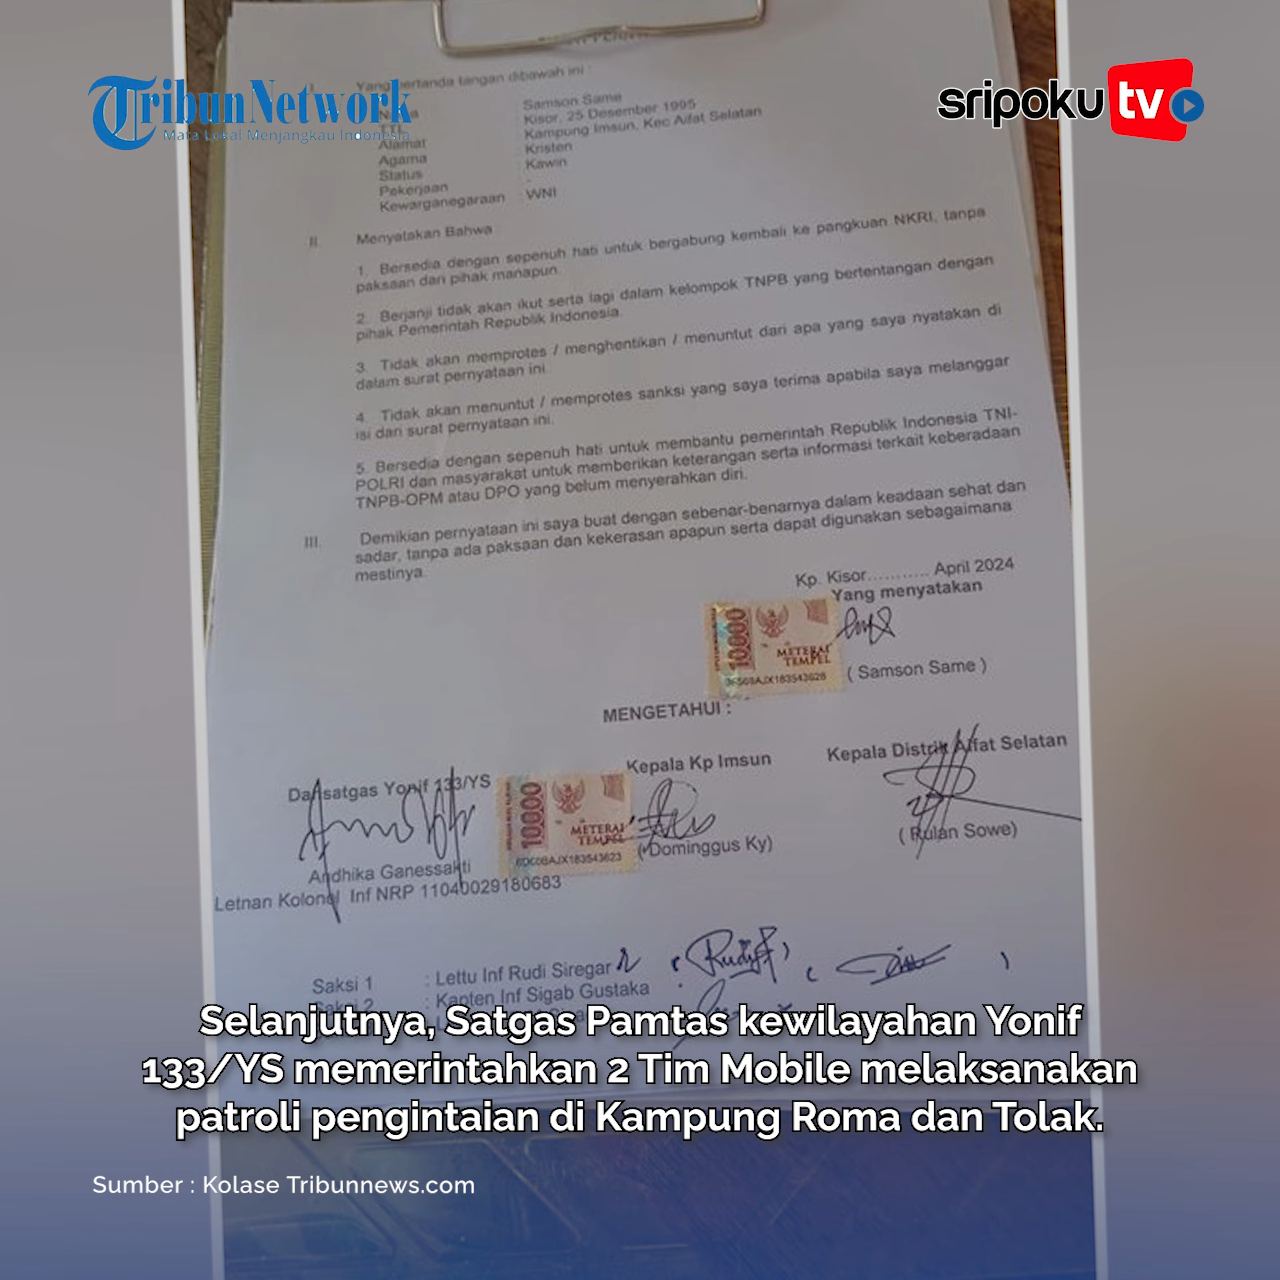 Tribun Network
Mata Lokal Menjangkau Indonesia
sripoku tv
I. Yang bertanda tangan dibawah ini :
Samson Same
Kisor, 25 Desember 1995
Alamat Kampung Imsun, Kec Aifat Selatan
Agama Kristen
Status Kawin
Pekerjaan -
Kewarganegaraan : WNI
II. Menyatakan Bahwa
1. Bersedia dengan sepenuh hati untuk bergabung kembali ke pangkuan NKRI, tanpa
paksaan dari pihak manapun.
2. Berjanji tidak akan ikut serta lagi dalam kelompok TNPB yang bertentangan dengan
pihak Pemerintah Republik Indonesia.
3. Tidak akan memprotes / menghentikan / menuntut dari apa yang saya nyatakan di
dalam surat pernyataan ini.
4. Tidak akan menuntut / memprotes sanksi yang saya terima apabila saya melanggar
isi dari surat pernyataan ini.
5. Bersedia dengan sepenuh hati untuk membantu pemerintah Republik Indonesia TNI-
POLRI dan masyarakat untuk memberikan keterangan serta informasi terkait keberadaan
TNPB-OPM atau DPO yang belum menyerahkan diri.
III. Demikian pernyataan ini saya buat dengan sebenar-benarnya dalam keadaan sehat dan
sadar, tanpa ada paksaan dan kekerasan apapun serta dapat digunakan sebagaimana
mestinya.
Kp. Kisor........... April 2024
Yang menyatakan
10000
METERAI
TEMPEL
AJX183543628
( Samson Same )
MENGETAHUI :
Dansatgas Yonif 133/YS
Kepala Kp Imsun
Kepala Distrik Aifat Selatan
10000
METERAI
TEMPEL
AJX183543623
Andhika Ganessakti
Letnan Kolonel Inf NRP 11040029180683
( Dominggus Ky)
( Rulan Sowe)
Saksi 1 : Lettu Inf Rudi Siregar
Saksi 2 : Kapten Inf Sigab Gustaka
Selanjutnya, Satgas Pamtas kewilayahan Yonif
133/YS memerintahkan 2 Tim Mobile melaksanakan
patroli pengintaian di Kampung Roma dan Tolak.
Sumber : Kolase Tribunnews.com